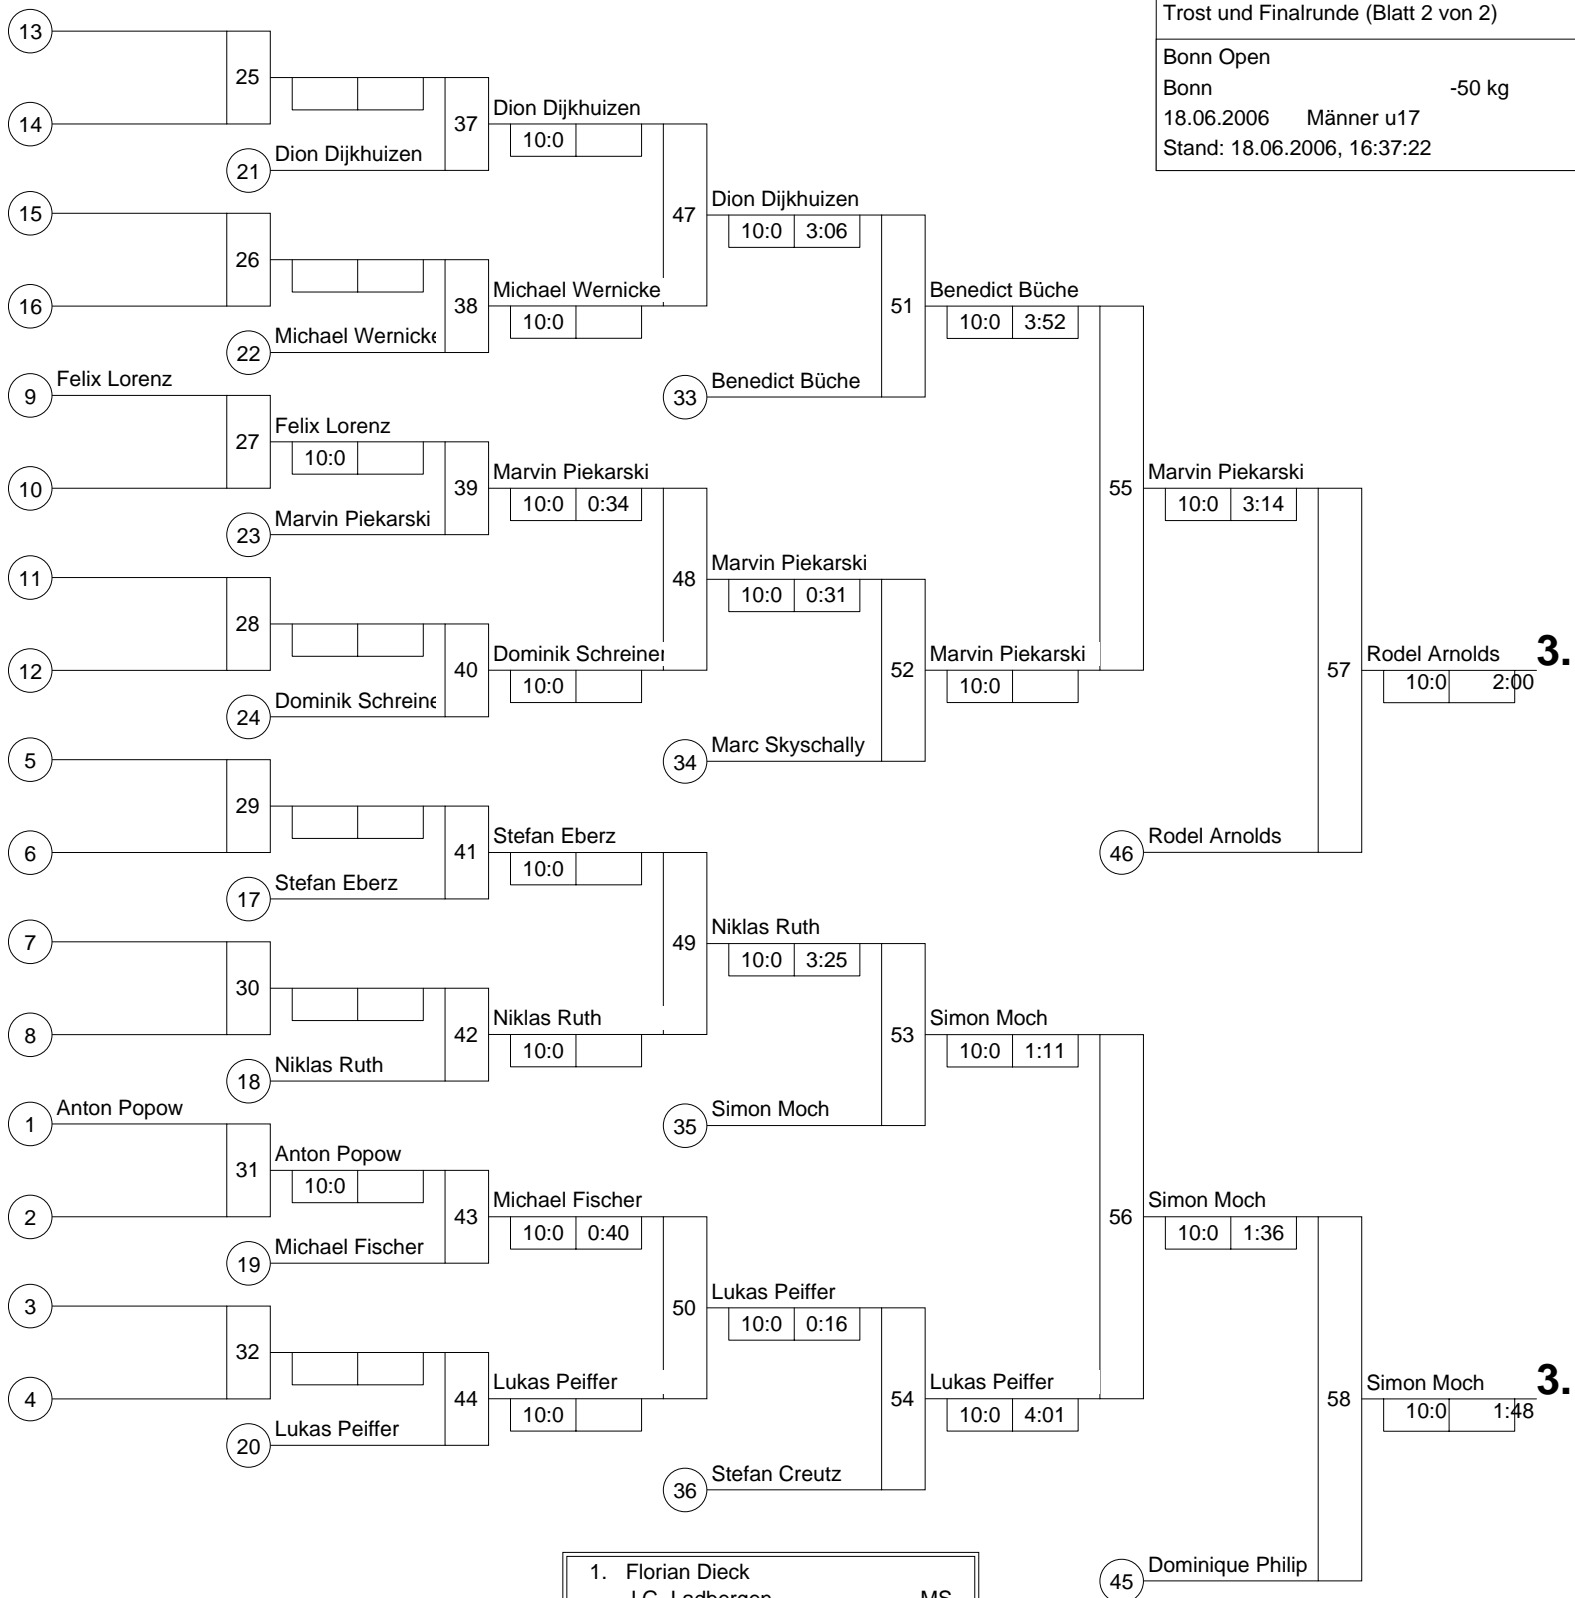 Trost und Finalrunde (Blatt 2 von 2)
Bonn Open
Bonn -50 kg
18.06.2006 Männer u17
Stand: 18.06.2006, 16:37:22
13
25
14
37
Dion Dijkhuizen
10:0
21
Dion Dijkhuizen
15
47
Dion Dijkhuizen
10:0 3:06
26
16
38
Michael Wernicke
10:0
22
Michael Wernicke
51
Benedict Büche
10:0 3:52
9
Felix Lorenz
33
Benedict Büche
27
Felix Lorenz
10:0
10
39
Marvin Piekarski
10:0 0:34
23
Marvin Piekarski
55
Marvin Piekarski
10:0 3:14
11
48
Marvin Piekarski
10:0 0:31
28
12
40
Dominik Schreiner
10:0
24
Dominik Schreine
52
Marvin Piekarski
10:0
57
Rodel Arnolds
3.
10:0 2:00
5
34
Marc Skyschally
29
6
41
Stefan Eberz
10:0
17
Stefan Eberz
46
Rodel Arnolds
7
49
Niklas Ruth
10:0 3:25
30
8
42
Niklas Ruth
10:0
18
Niklas Ruth
53
Simon Moch
10:0 1:11
1
Anton Popow
35
Simon Moch
31
Anton Popow
10:0
2
43
Michael Fischer
10:0 0:40
19
Michael Fischer
56
Simon Moch
10:0 1:36
3
50
Lukas Peiffer
10:0 0:16
32
4
44
Lukas Peiffer
10:0
20
Lukas Peiffer
54
Lukas Peiffer
10:0 4:01
58
Simon Moch
3.
10:0 1:48
36
Stefan Creutz
45
Dominique Philip
1. Florian Dieck
JG Ladbergen MS